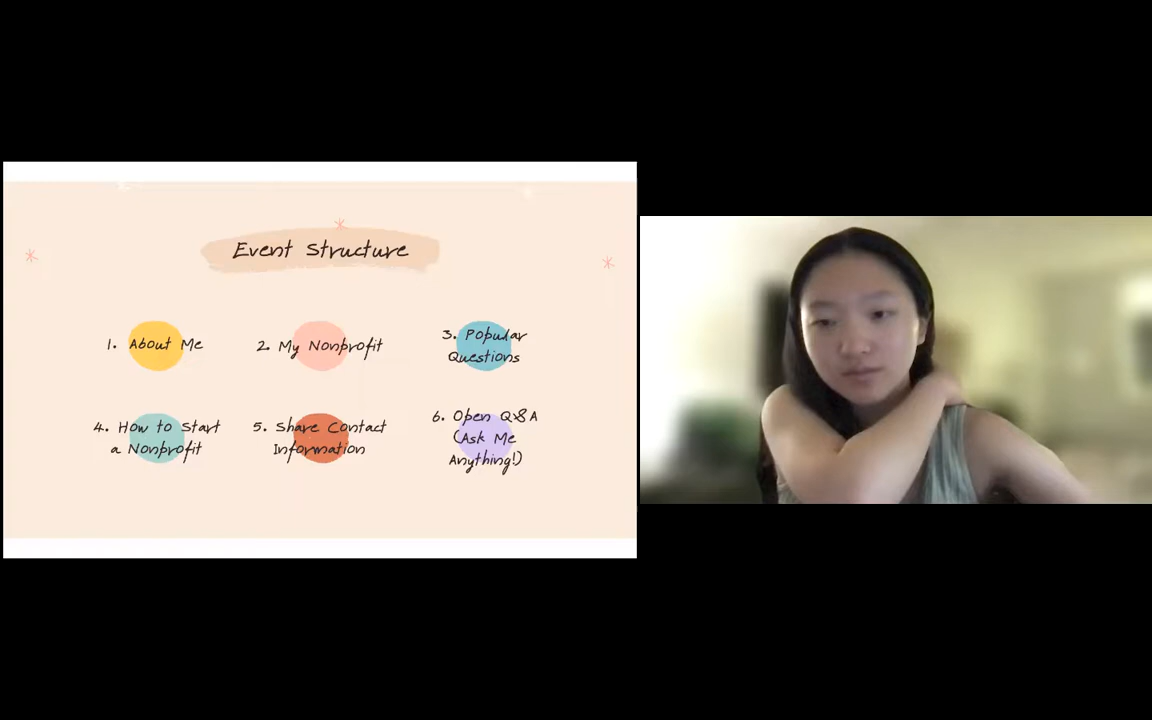 Event Structure
1. About Me
2. My Nonprofit
3. Popular
Questions
4. How to Start
a Nonprofit
5. Share Contact
Information
6. Open Q&A
(Ask Me
Anything!)